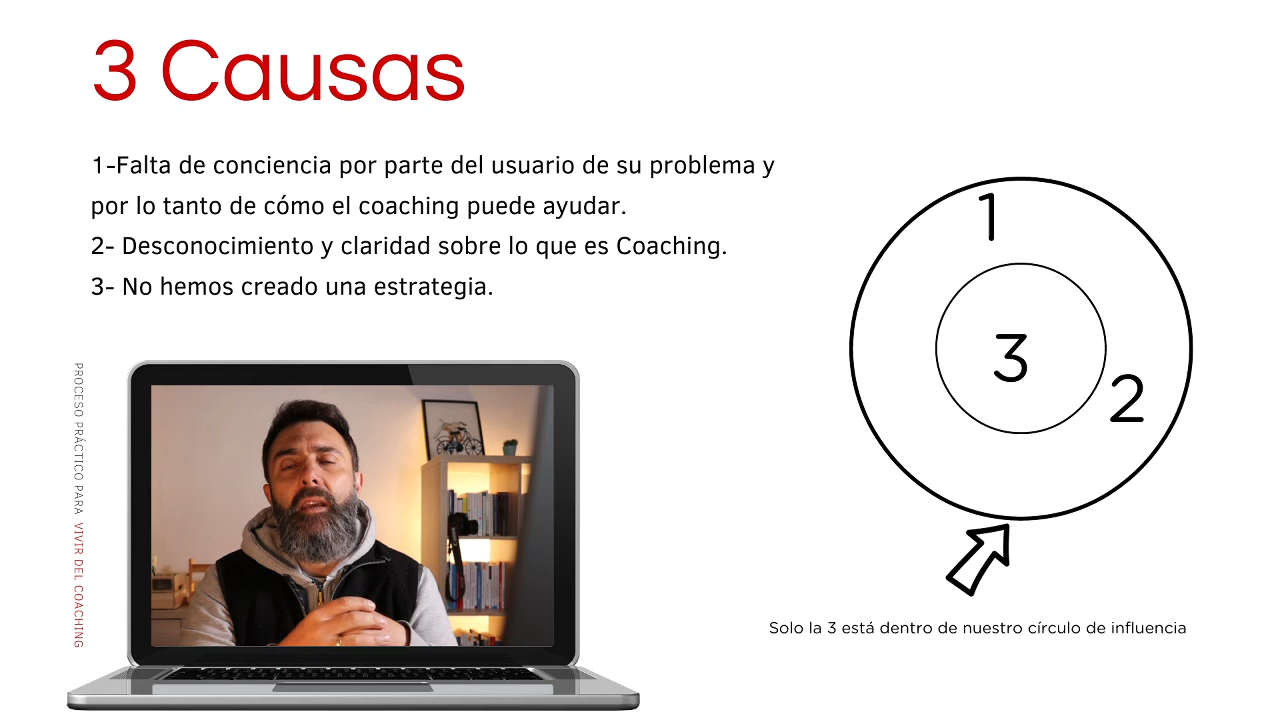 3 Causas
1-Falta de conciencia por parte del usuario de su problema y
por lo tanto de cómo el coaching puede ayudar.
2- Desconocimiento y claridad sobre lo que es Coaching.
3- No hemos creado una estrategia.
PROCESO PRÁCTICO PARA VIVIR DEL COACHING
1
3
2
Solo la 3 está dentro de nuestro círculo de influencia